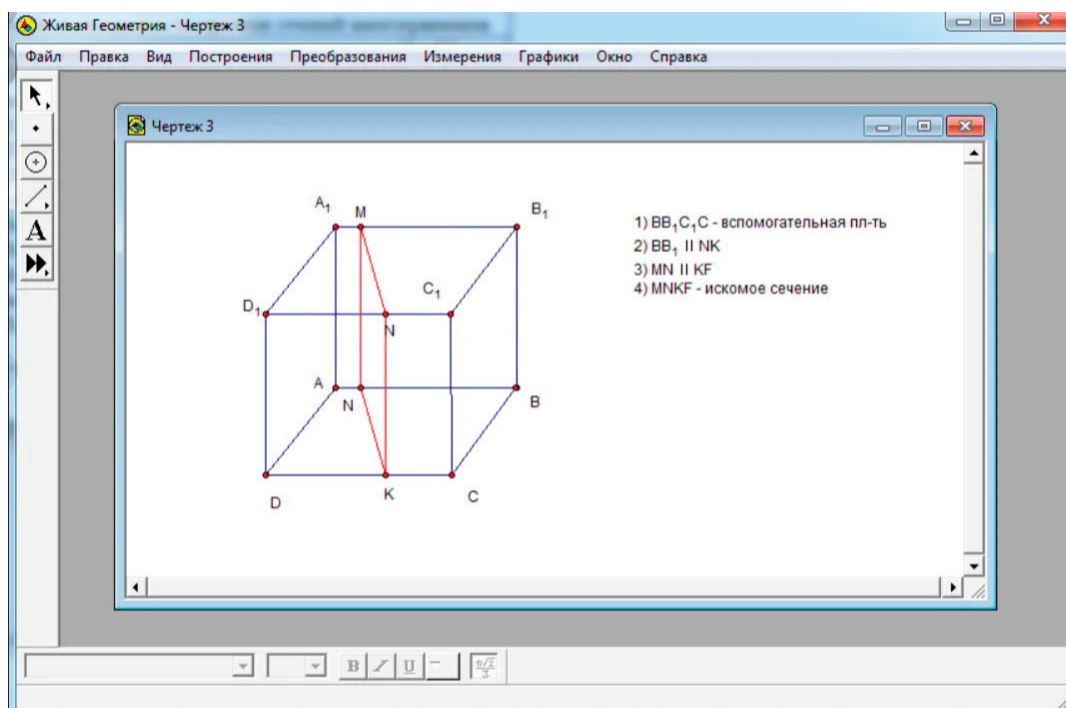 Живая Геометрия - Чертеж 3
Файл Правка Вид Построения Преобразования Измерения Графики Окно Справка
A
Чертеж 3
A₁ M B₁
D₁ C₁
N
A
N B
D K C
1) BB₁C₁C - вспомогательная пл-ть
2) BB₁ II NK
3) MN II KF
4) MNKF - искомое сечение
B I U